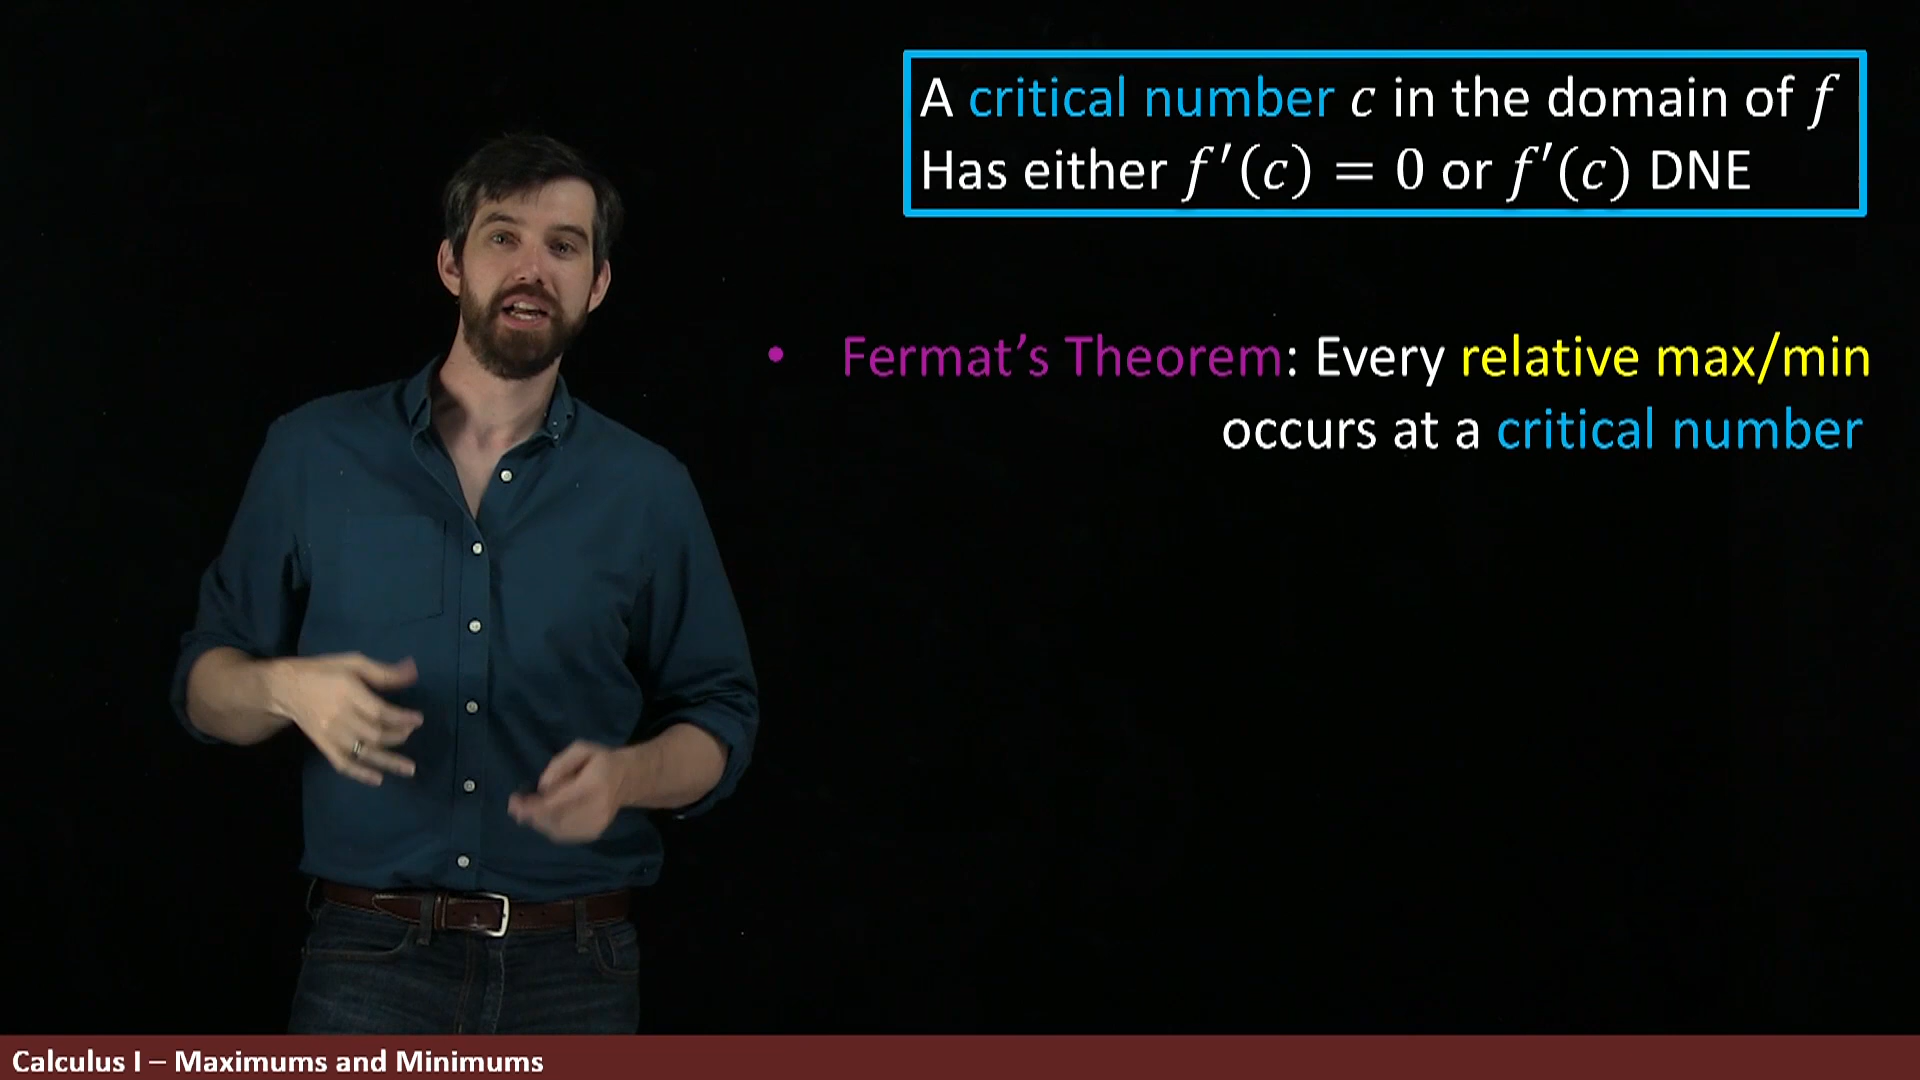 A critical number c in the domain of f
Has either f′(c) = 0 or f′(c) DNE
• Fermat’s Theorem: Every relative max/min
occurs at a critical number
Calculus I – Maximums and Minimums